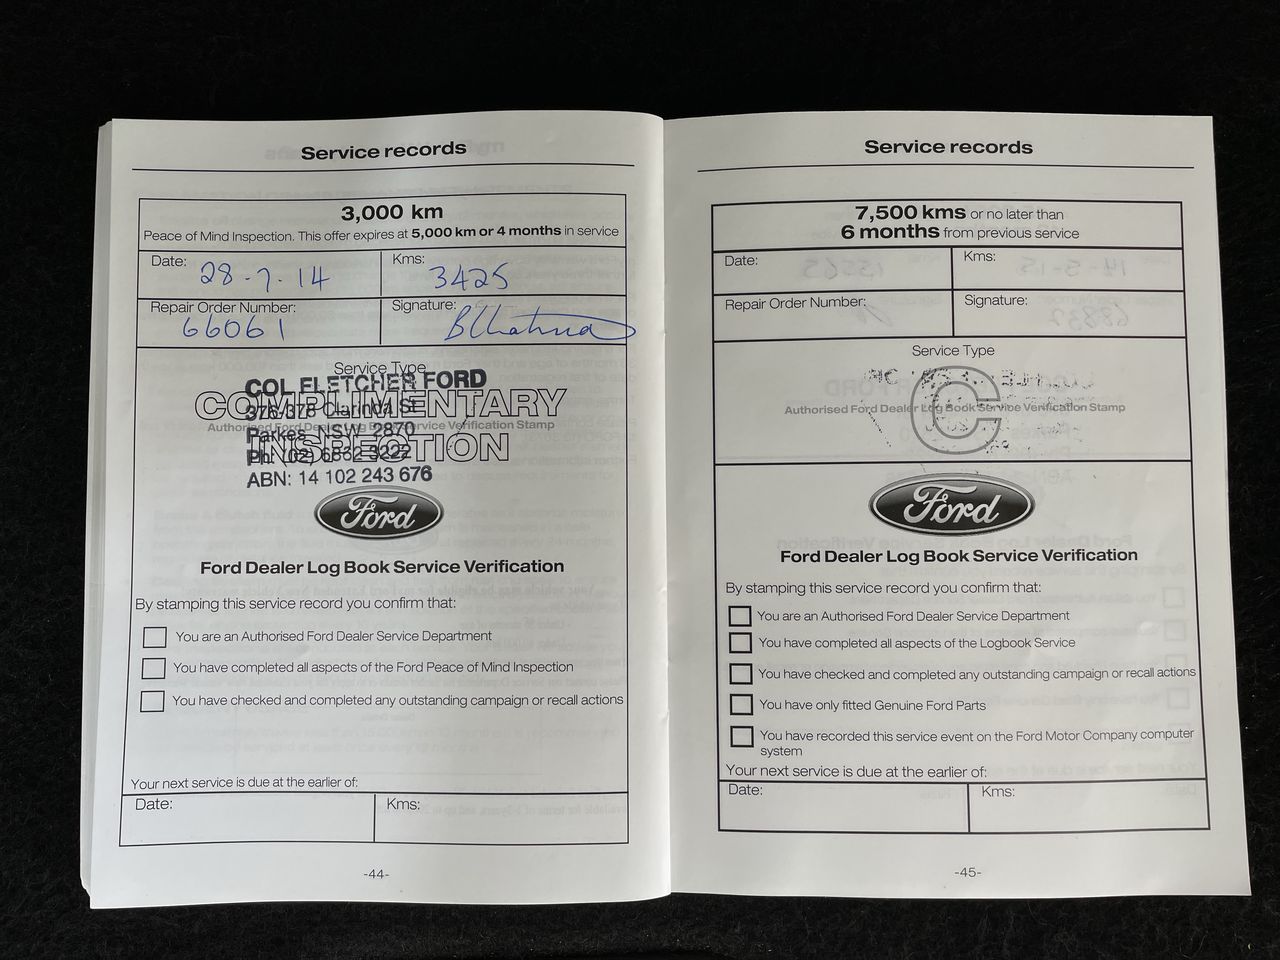 Service records
3,000 km
Peace of Mind Inspection. This offer expires at 5,000 km or 4 months in service
Date: 28-7-14
Kms: 3425
Repair Order Number: 66061
Signature:
Service Type
COL FLETCHER FORD
COMPLIMENTARY
376-378 Clarinda St
Authorised Ford Dealer Log Book Service Verification Stamp
Parkes NSW 2870
INSPECTION
Ph: (02) 6862 3222
ABN: 14 102 243 676
Ford
Ford Dealer Log Book Service Verification
By stamping this service record you confirm that:
You are an Authorised Ford Dealer Service Department
You have completed all aspects of the Ford Peace of Mind Inspection
You have checked and completed any outstanding campaign or recall actions
Your next service is due at the earlier of:
Date:
Kms:
-44-
Service records
7,500 kms or no later than
6 months from previous service
Date:
Kms:
Repair Order Number:
Signature:
Service Type
C
Authorised Ford Dealer Log Book Service Verification Stamp
Ford
Ford Dealer Log Book Service Verification
By stamping this service record you confirm that:
You are an Authorised Ford Dealer Service Department
You have completed all aspects of the Logbook Service
You have checked and completed any outstanding campaign or recall actions
You have only fitted Genuine Ford Parts
You have recorded this service event on the Ford Motor Company computer
system
Your next service is due at the earlier of:
Date:
Kms:
-45-